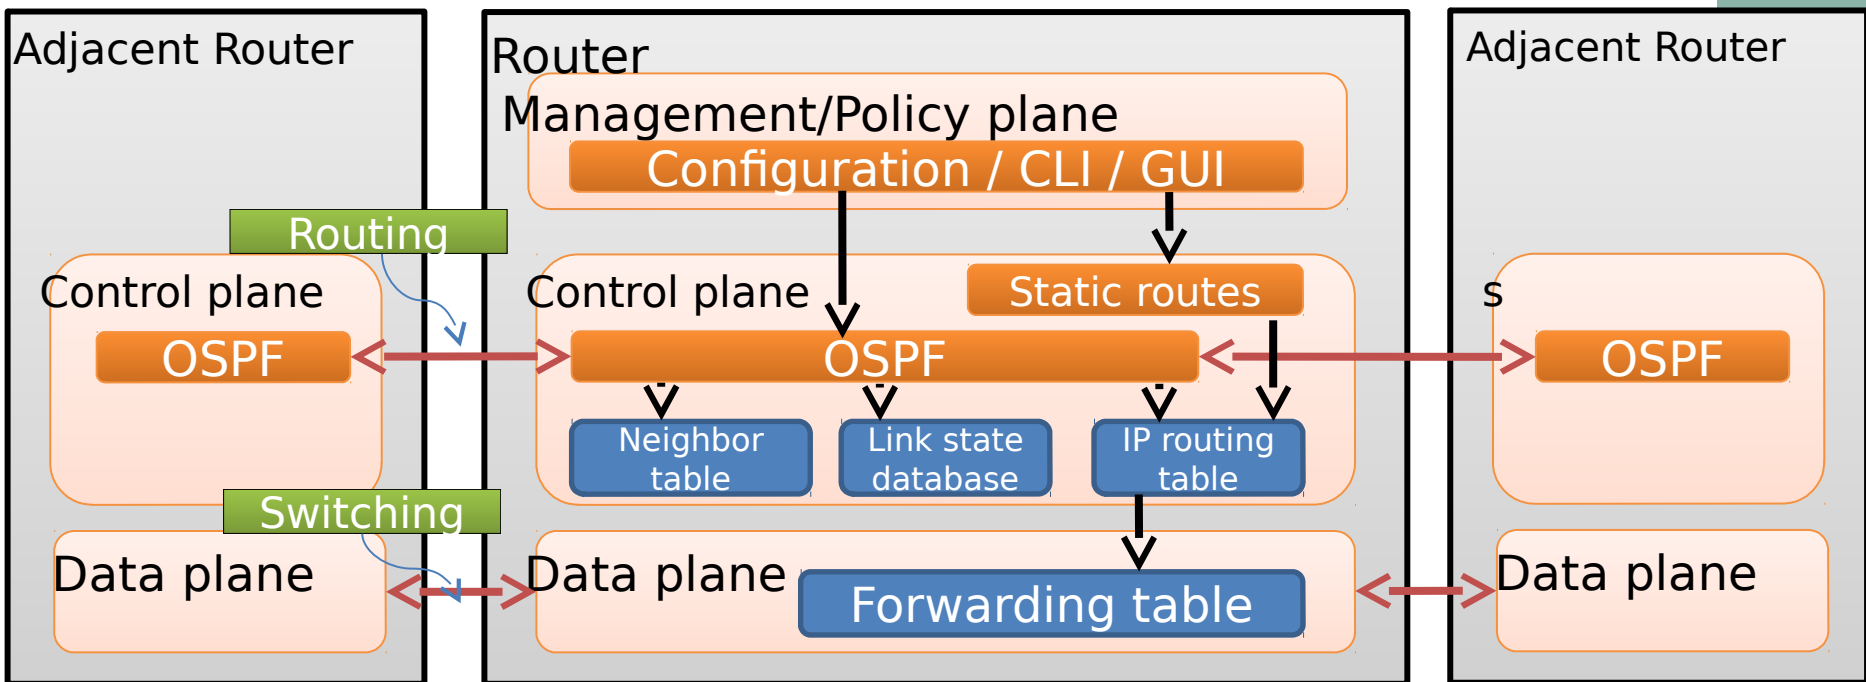 Adjacent Router
Router
Adjacent Router
Management/Policy plane
Configuration / CLI / GUI
Routing
Control plane
Control plane
Static routes
s
OSPF
OSPF
OSPF
Neighbor
table
Link state
database
IP routing
table
Switching
Data plane
Data plane
Forwarding table
Data plane